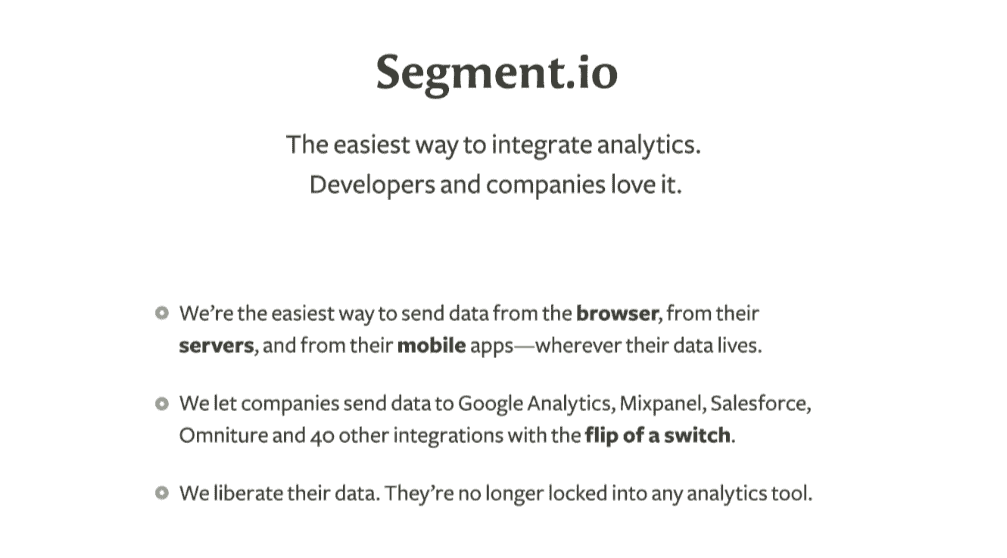 Segment.io
The easiest way to integrate analytics.
Developers and companies love it.
We’re the easiest way to send data from the browser, from their
servers, and from their mobile apps—wherever their data lives.
We let companies send data to Google Analytics, Mixpanel, Salesforce,
Omniture and 40 other integrations with the flip of a switch.
We liberate their data. They’re no longer locked into any analytics tool.